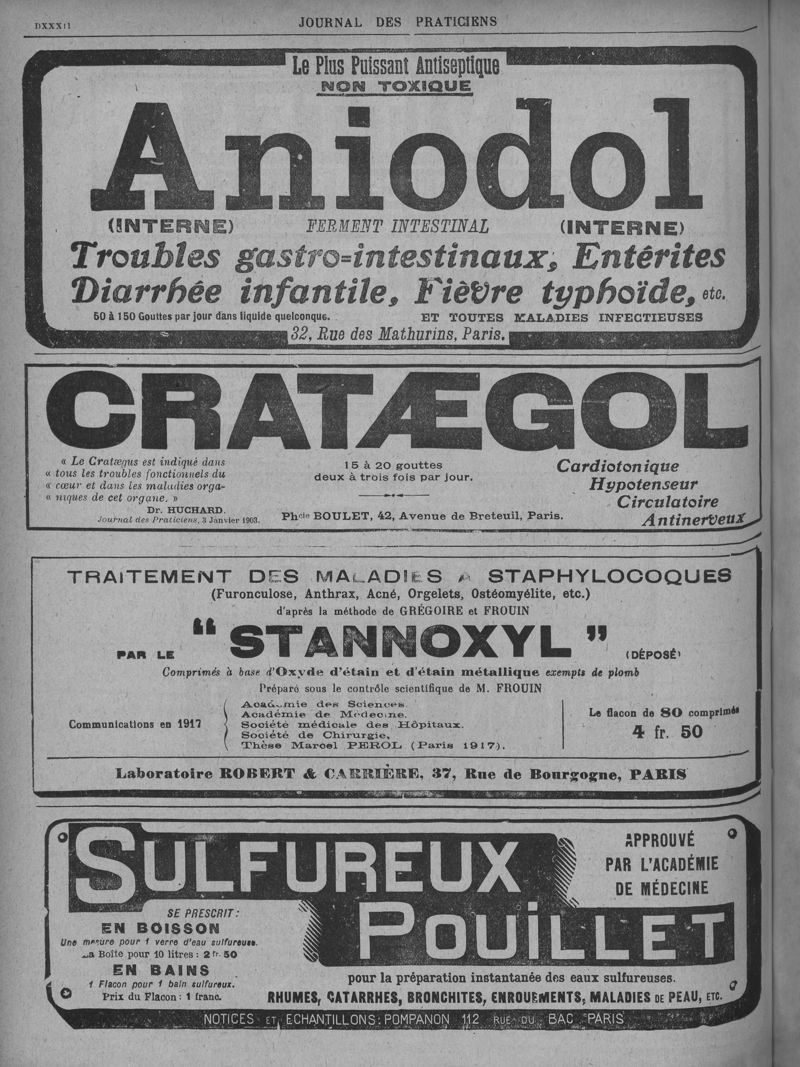 DXXXII
JOURNAL DES PRATICIENS
Le Plus Puissant Antiseptique
NON TOXIQUE
Aniodol
(INTERNE) FERMENT INTESTINAL (INTERNE)
Troubles gastro=intestinaux, Entérites
Diarrhée infantile, Fièvre typhoïde, etc.
50 à 150 Gouttes par jour dans liquide quelconque. ET TOUTES MALADIES INFECTIEUSES
32, Rue des Mathurins, Paris.
CRATÆGOL
« Le Cratægus est indiqué dans
« tous les troubles fonctionnels du
« cœur et dans les maladies orga-
« niques de cet organe. »
Dr. HUCHARD.
Journal des Praticiens, 3 Janvier 1903.
15 à 20 gouttes
deux à trois fois par jour.
Phcie BOULET, 42, Avenue de Breteuil, Paris.
Cardiotonique
Hypotenseur
Circulatoire
Antinerveux
TRAITEMENT DES MALADIES A STAPHYLOCOQUES
(Furonculose, Anthrax, Acné, Orgelets, Ostéomyélite, etc.)
d'après la méthode de GRÉGOIRE et FROUIN
PAR LE “ STANNOXYL ” (DÉPOSÉ)
Comprimés à base d'Oxyde d'étain et d'étain métallique exempts de plomb
Préparé sous le contrôle scientifique de M. FROUIN
Communications en 1917
Académie des Sciences.
Académie de Médecine.
Société médicale des Hôpitaux.
Société de Chirurgie.
Thèse Marcel PEROL (Paris 1917).
Le flacon de 80 comprimés
4 fr. 50
Laboratoire ROBERT & CARRIÈRE, 37, Rue de Bourgogne, PARIS
SULFUREUX
POUILLET
APPROUVÉ
PAR L'ACADÉMIE
DE MÉDECINE
SE PRESCRIT:
EN BOISSON
Une mesure pour 1 verre d'eau sulfureuse.
La Boîte pour 10 litres : 2 fr. 50
EN BAINS
1 Flacon pour 1 bain sulfureux.
Prix du Flacon : 1 franc.
pour la préparation instantanée des eaux sulfureuses.
RHUMES, CATARRHES, BRONCHITES, ENROUEMENTS, MALADIES DE PEAU, ETC.
NOTICES ET ECHANTILLONS: POMPANON 112 RUE DU BAC PARIS